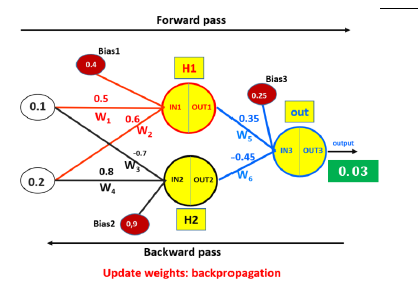 Forward pass
Bias1
0.4
H1
Bias3
0.25
0.1
0.5
W1
0.6
W2
IN1 OUT1
0.35
W5
out
-0.7
W3
IN3 OUT3
output
0.03
0.2
0.8
W4
IN2 OUT2
-0.45
W6
Bias2
0,9
H2
Backward pass
Update weights: backpropagation